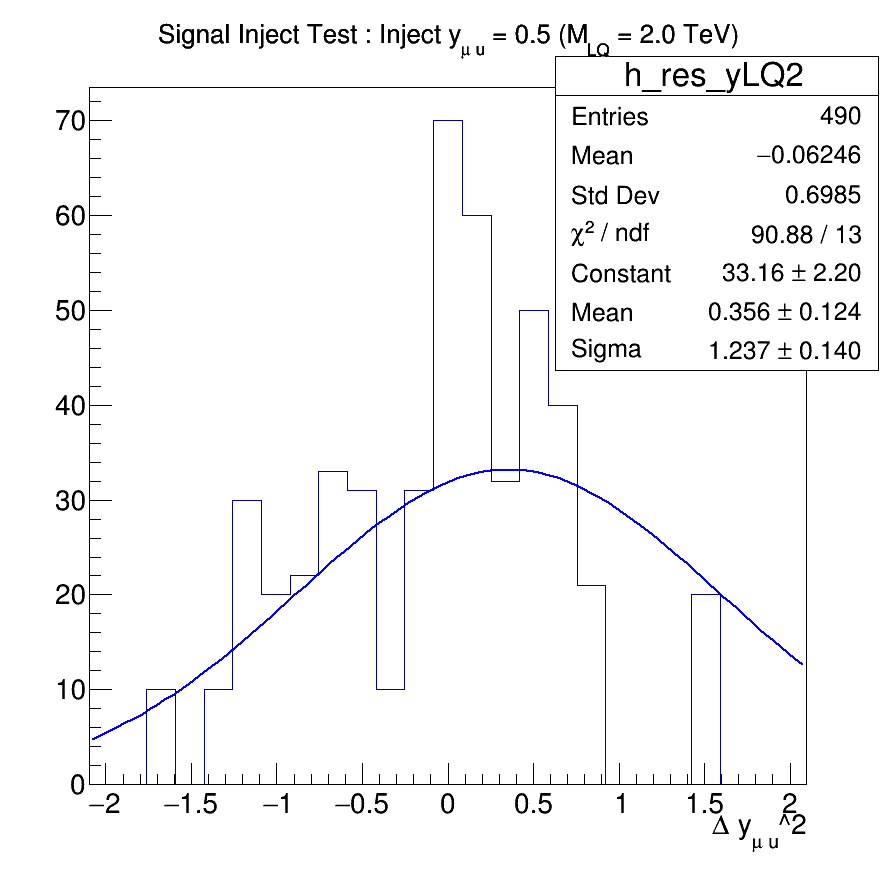 Signal Inject Test : Inject y_μ u = 0.5 (M_LQ = 2.0 TeV)
h_res_yLQ2
Entries 490
Mean −0.06246
Std Dev 0.6985
χ² / ndf 90.88 / 13
Constant 33.16 ± 2.20
Mean 0.356 ± 0.124
Sigma 1.237 ± 0.140
70
60
50
40
30
20
10
0
−2 −1.5 −1 −0.5 0 0.5 1 1.5 2
Δ y_μ u^2